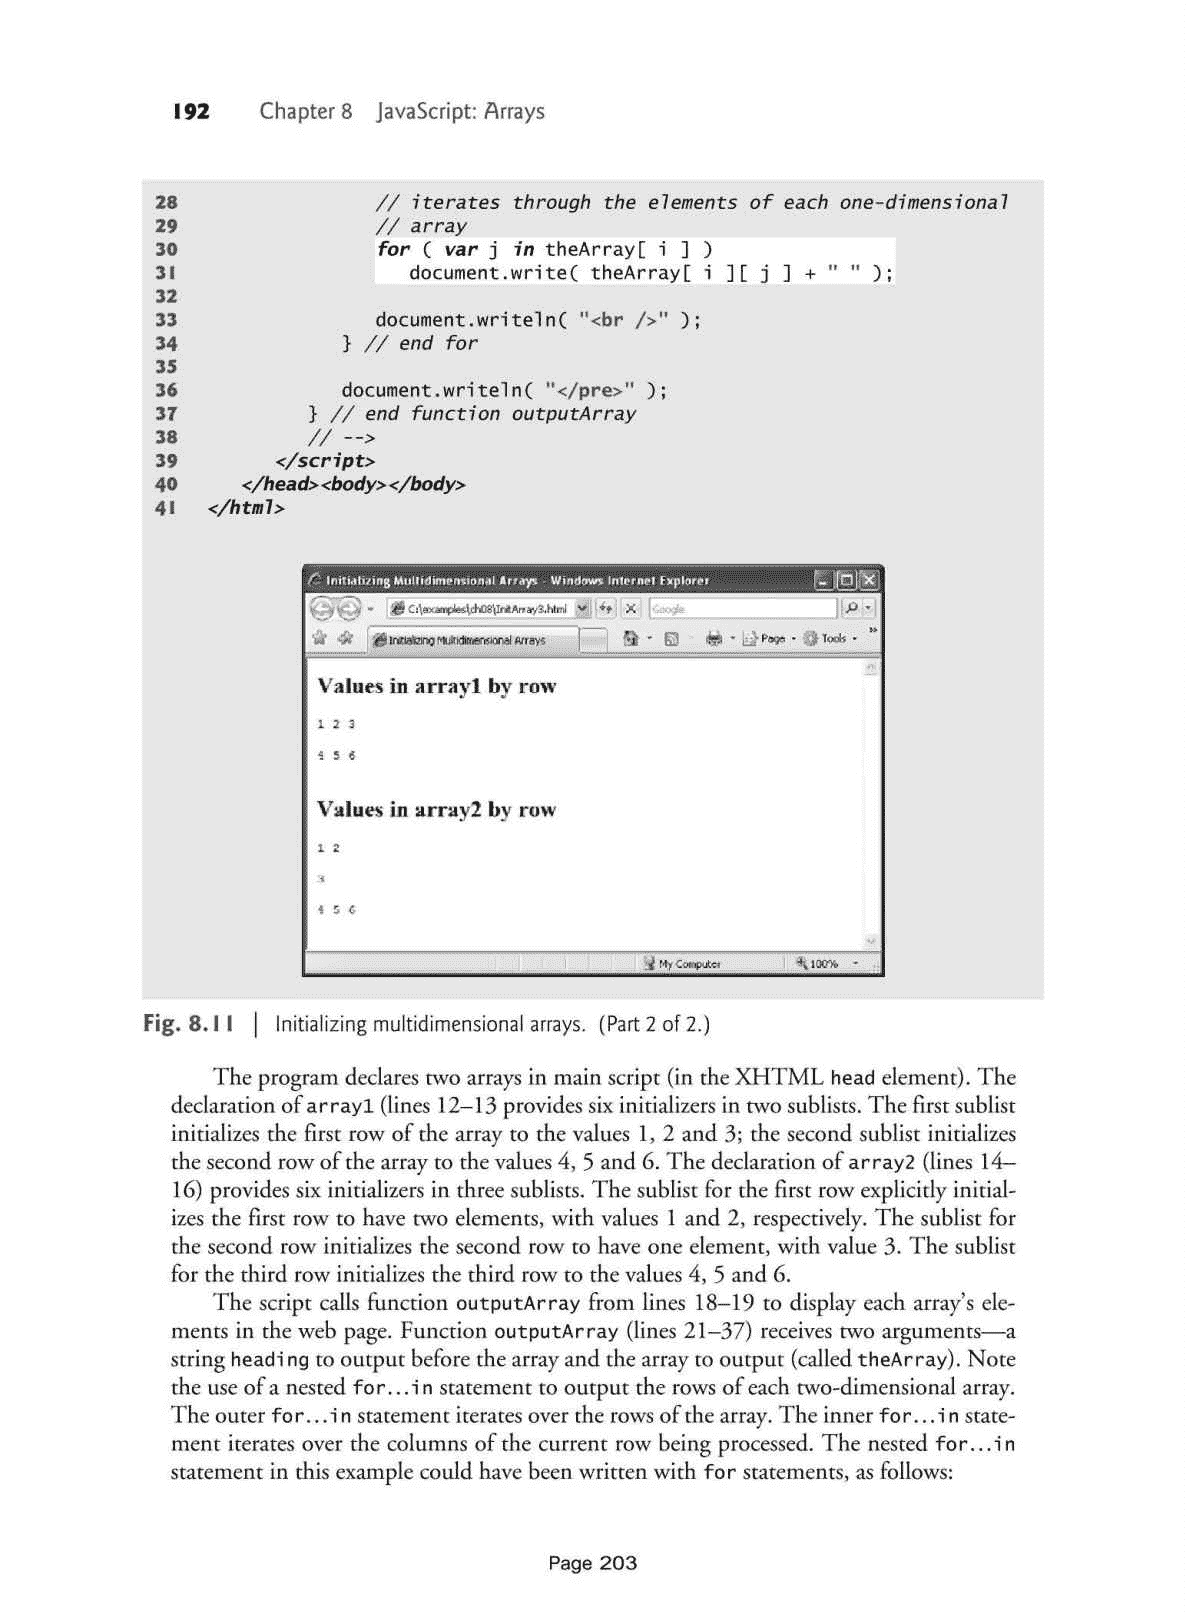 192 Chapter 8 JavaScript: Arrays
28 // iterates through the elements of each one-dimensional
29 // array
30 for ( var j in theArray[ i ] )
31 document.write( theArray[ i ][ j ] + " " );
32
33 document.writeln( "<br />" );
34 } // end for
35
36 document.writeln( "</pre>" );
37 } // end function outputArray
38 // -->
39 </script>
40 </head><body></body>
41 </html>
Initializing Multidimensional Arrays - Windows Internet Explorer
C:\examples\ch08\InitArray3.html Google
Initializing Multidimensional Arrays Page Tools »
Values in array1 by row
1 2 3
4 5 6
Values in array2 by row
1 2
3
4 5 6
My Computer 100%
Fig. 8.11 | Initializing multidimensional arrays. (Part 2 of 2.)
The program declares two arrays in main script (in the XHTML head element). The
declaration of array1 (lines 12–13 provides six initializers in two sublists. The first sublist
initializes the first row of the array to the values 1, 2 and 3; the second sublist initializes
the second row of the array to the values 4, 5 and 6. The declaration of array2 (lines 14–
16) provides six initializers in three sublists. The sublist for the first row explicitly initial-
izes the first row to have two elements, with values 1 and 2, respectively. The sublist for
the second row initializes the second row to have one element, with value 3. The sublist
for the third row initializes the third row to the values 4, 5 and 6.
The script calls function outputArray from lines 18–19 to display each array's ele-
ments in the web page. Function outputArray (lines 21–37) receives two arguments—a
string heading to output before the array and the array to output (called theArray). Note
the use of a nested for...in statement to output the rows of each two-dimensional array.
The outer for...in statement iterates over the rows of the array. The inner for...in state-
ment iterates over the columns of the current row being processed. The nested for...in
statement in this example could have been written with for statements, as follows:
Page 203